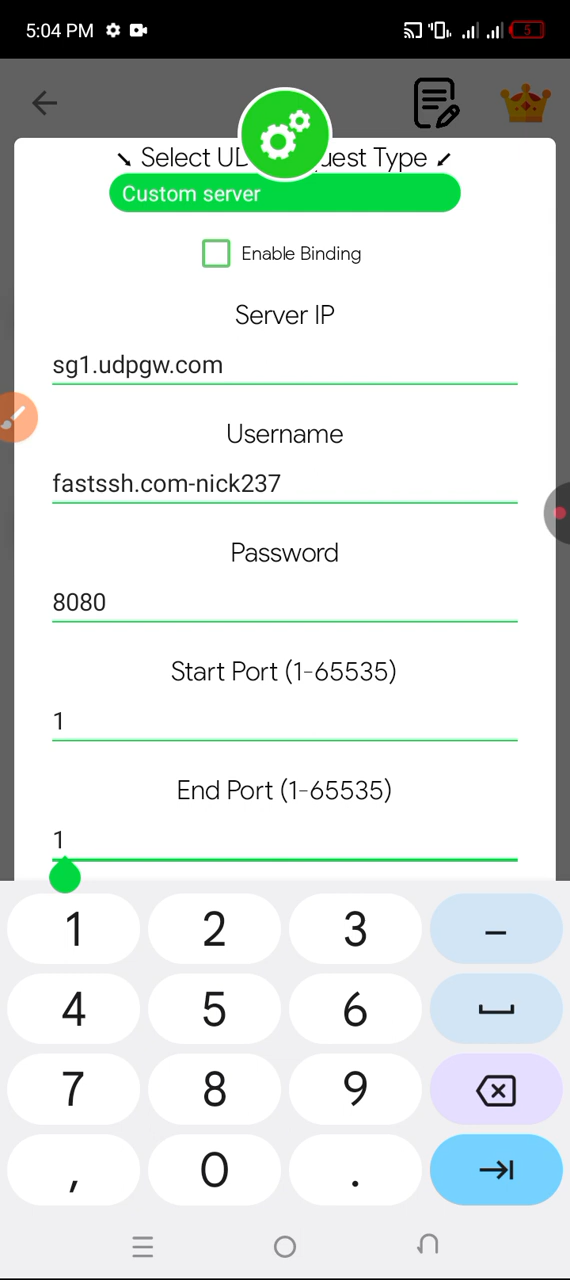 5:04 PM
5
Select UD uest Type
Custom server
Enable Binding
Server IP
sg1.udpgw.com
Username
fastssh.com-nick237
Password
8080
Start Port (1-65535)
1
End Port (1-65535)
1
1 2 3 –
4 5 6
7 8 9
, 0 .